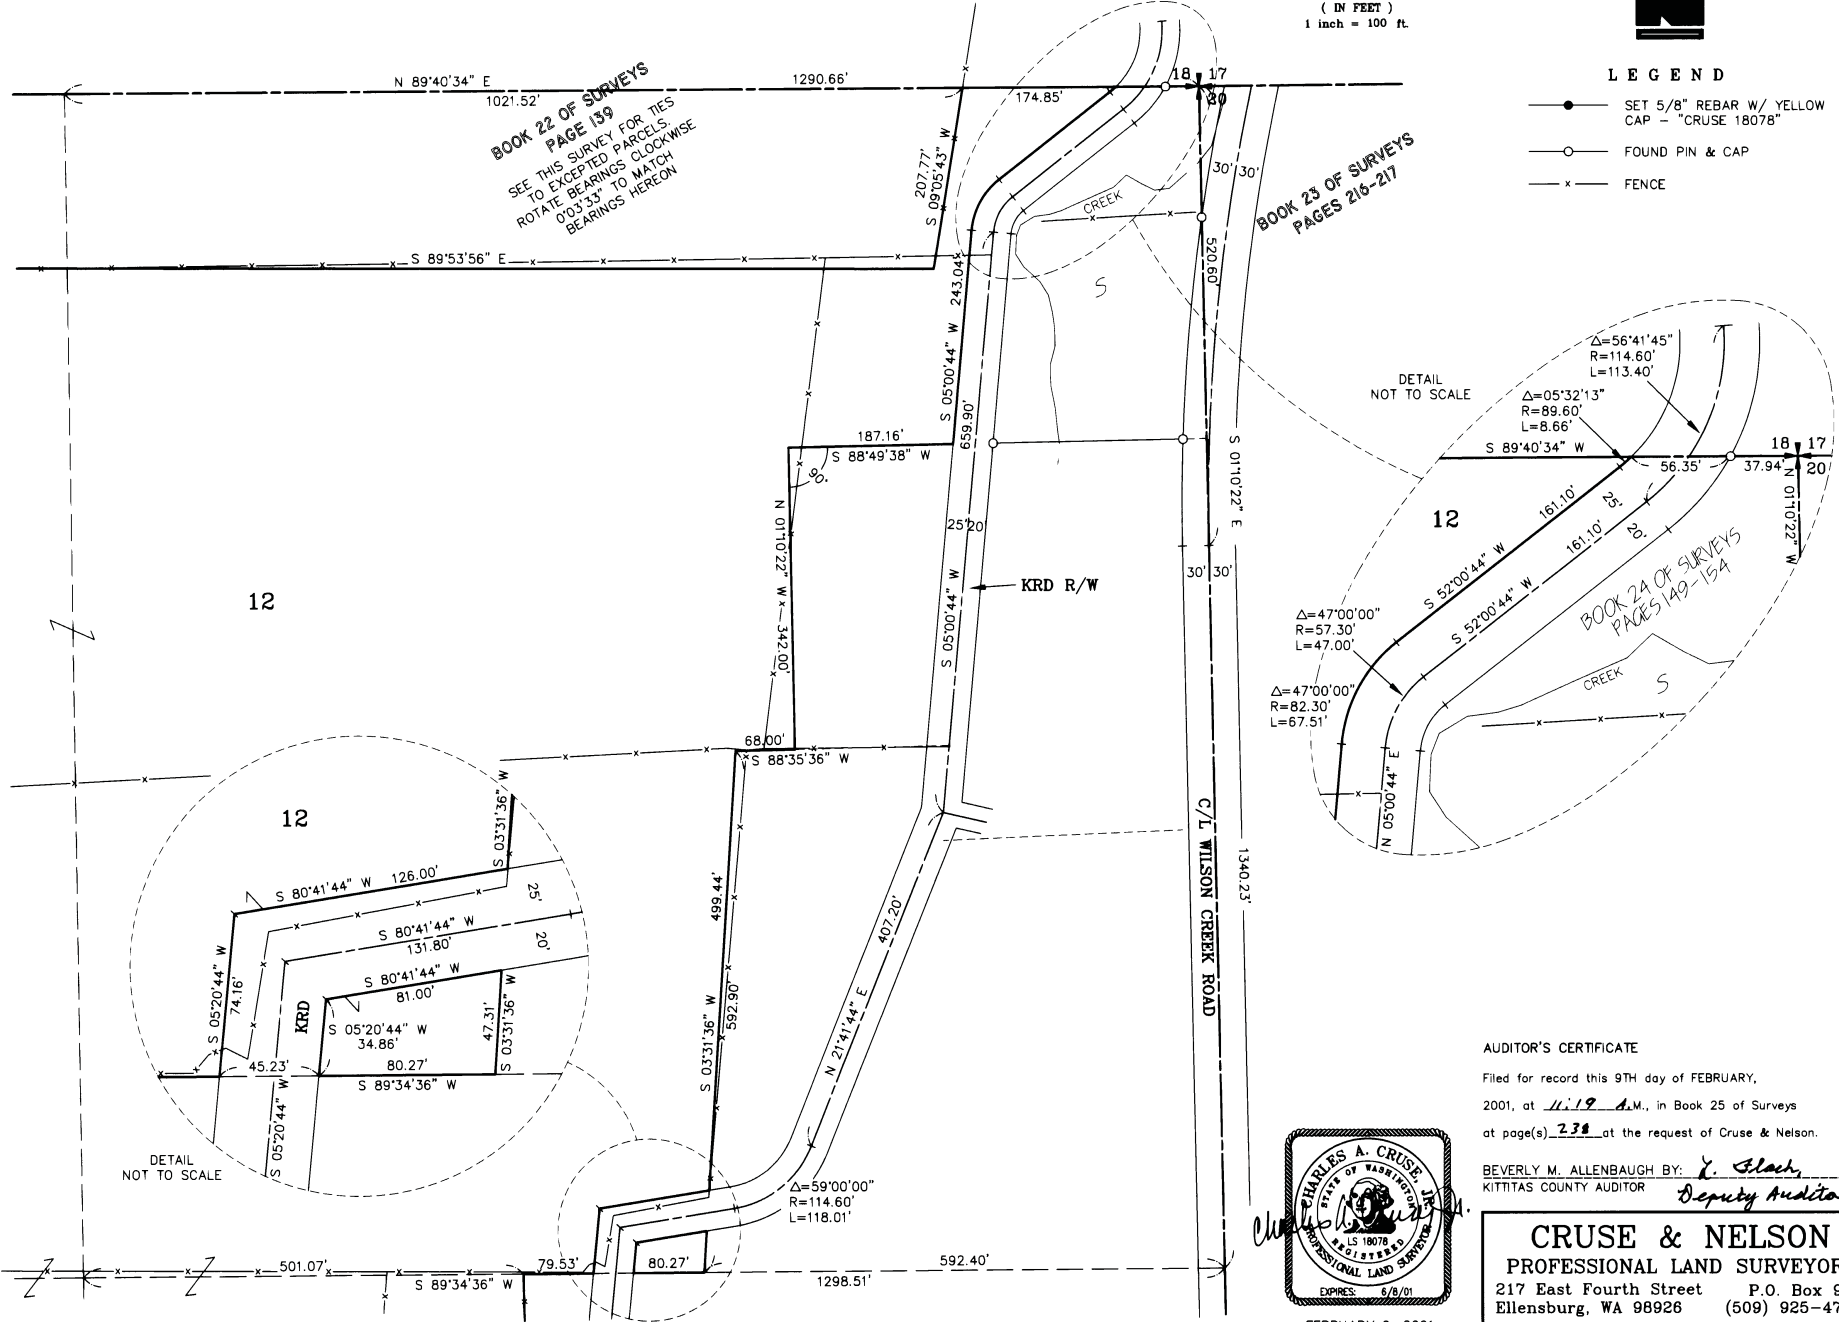 ( IN FEET )
1 inch = 100 ft.
LEGEND
SET 5/8" REBAR W/ YELLOW
CAP - "CRUSE 18078"
FOUND PIN & CAP
FENCE
N 89°40'34" E
1290.66'
1021.52'
174.85'
18
17
20
BOOK 22 OF SURVEYS
PAGE 139
SEE THIS SURVEY FOR TIES
TO EXCEPTED PARCELS.
ROTATE BEARINGS CLOCKWISE
0°03'33" TO MATCH
BEARINGS HEREON
207.77'
S 09°05'43" W
30'
30'
BOOK 23 OF SURVEYS
PAGES 216-217
CREEK
S 89°53'56" E
243.04'
S 05°00'44" W
520.60'
S
659.90'
187.16'
S 88°49'38" W
90°
N 01°10'22" W
342.00'
25'
20'
S 05°00'44" W
KRD R/W
S 01°10'22" E
30'
30'
12
DETAIL
NOT TO SCALE
Δ=56°41'45"
R=114.60'
L=113.40'
Δ=05°32'13"
R=89.60'
L=8.66'
S 89°40'34" W
56.35'
37.94'
18
17
20
N 01°10'22" W
12
161.10'
25'
161.10'
20'
S 52°00'44" W
S 52°00'44" W
BOOK 24 OF SURVEYS
PAGES 149-154
Δ=47°00'00"
R=57.30'
L=47.00'
Δ=47°00'00"
R=82.30'
L=67.51'
CREEK
S
N 05°00'44" E
68.00'
S 88°35'36" W
12
S 03°31'36" W
S 80°41'44" W
126.00'
25'
S 80°41'44" W
131.80'
20'
S 80°41'44" W
81.00'
S 05°20'44" W
74.16'
KRD
S 05°20'44" W
34.86'
47.31'
S 03°31'36" W
45.23'
80.27'
S 89°34'36" W
S 05°20'44" W
DETAIL
NOT TO SCALE
499.44'
S 03°31'36" W
592.90'
407.20'
N 21°41'44" E
C/L WILSON CREEK ROAD
1340.23'
Δ=59°00'00"
R=114.60'
L=118.01'
501.07'
S 89°34'36" W
79.53'
80.27'
1298.51'
592.40'
AUDITOR'S CERTIFICATE
Filed for record this 9TH day of FEBRUARY,
2001, at 11:19 A.M., in Book 25 of Surveys
at page(s) 238 at the request of Cruse & Nelson.
BEVERLY M. ALLENBAUGH BY:
KITTITAS COUNTY AUDITOR Deputy Audito
CHARLES A. CRUSE, JR.
STATE OF WASHINGTON
LS 18078
REGISTERED
PROFESSIONAL LAND SURVEYOR
EXPIRES: 6/8/01
CRUSE & NELSON
PROFESSIONAL LAND SURVEYOR
217 East Fourth Street P.O. Box 9
Ellensburg, WA 98926 (509) 925-47